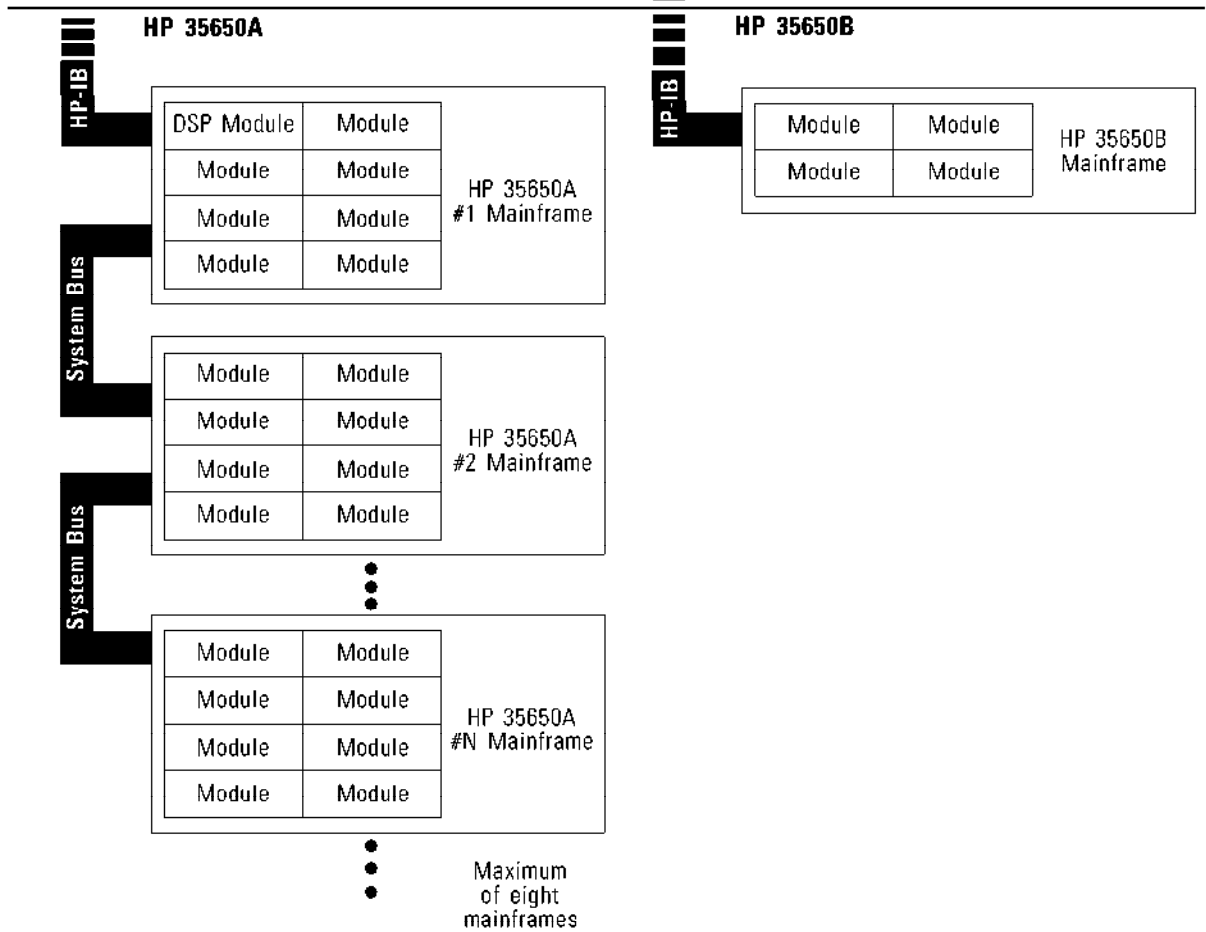 HP 35650A
HP-IB
DSP Module Module
Module Module
Module Module
Module Module
HP 35650A
#1 Mainframe
System Bus
Module Module
Module Module
Module Module
Module Module
HP 35650A
#2 Mainframe
System Bus
Module Module
Module Module
Module Module
Module Module
HP 35650A
#N Mainframe
Maximum
of eight
mainframes
HP 35650B
HP-IB
Module Module
Module Module
HP 35650B
Mainframe